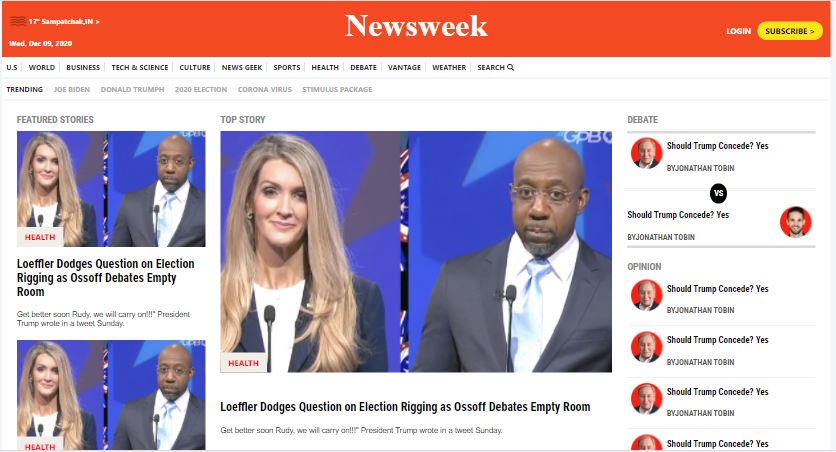 17° Sampatchak,IN >
Wed, Dec 09, 2020
Newsweek
LOGIN
SUBSCRIBE >
U.S
WORLD
BUSINESS
TECH & SCIENCE
CULTURE
NEWS GEEK
SPORTS
HEALTH
DEBATE
VANTAGE
WEATHER
SEARCH
TRENDING
JOE BIDEN
DONALD TRUMPH
2020 ELECTION
CORONA VIRUS
STIMULUS PACKAGE
FEATURED STORIES
HEALTH
Loeffler Dodges Question on Election
Rigging as Ossoff Debates Empty
Room
Get better soon Rudy, we will carry on!!!" President
Trump wrote in a tweet Sunday.
HEALTH
TOP STORY
GPB
HEALTH
Loeffler Dodges Question on Election Rigging as Ossoff Debates Empty Room
Get better soon Rudy, we will carry on!!!" President Trump wrote in a tweet Sunday.
DEBATE
Should Trump Concede? Yes
BYJONATHAN TOBIN
VS
Should Trump Concede? Yes
BYJONATHAN TOBIN
OPINION
Should Trump Concede? Yes
BYJONATHAN TOBIN
Should Trump Concede? Yes
BYJONATHAN TOBIN
Should Trump Concede? Yes
BYJONATHAN TOBIN
Should Trump Concede? Yes